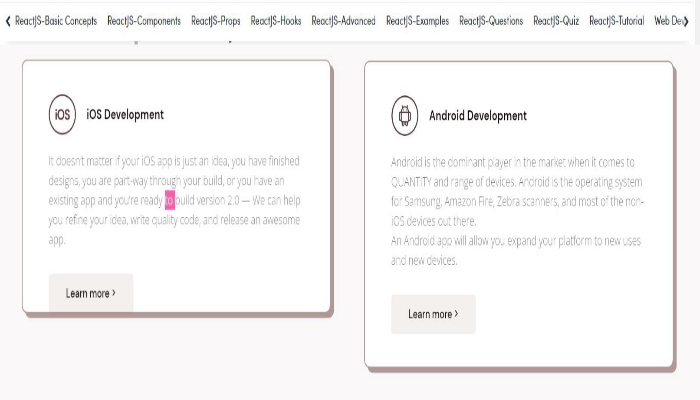 ReactJS-Basic Concepts ReactJS-Components ReactJS-Props ReactJS-Hooks ReactJS-Advanced ReactJS-Examples ReactJS-Questions ReactJS-Quiz ReactJS-Tutorial Web
iOS iOS Development
It doesn't matter if your iOS app is just an idea, you have finished
designs, you are part-way through your build, or you have an
existing app and you're ready to build version 2.0 — We can help
you refine your idea, write quality code, and release an awesome
app.
Learn more >
Android Development
Android is the dominant player in the market when it comes to
QUANTITY and range of devices. Android is the operating system
for Samsung, Amazon Fire, Zebra scanners, and most of the non-
iOS devices out there.
An Android app will allow you expand your platform to new uses
and new devices.
Learn more >